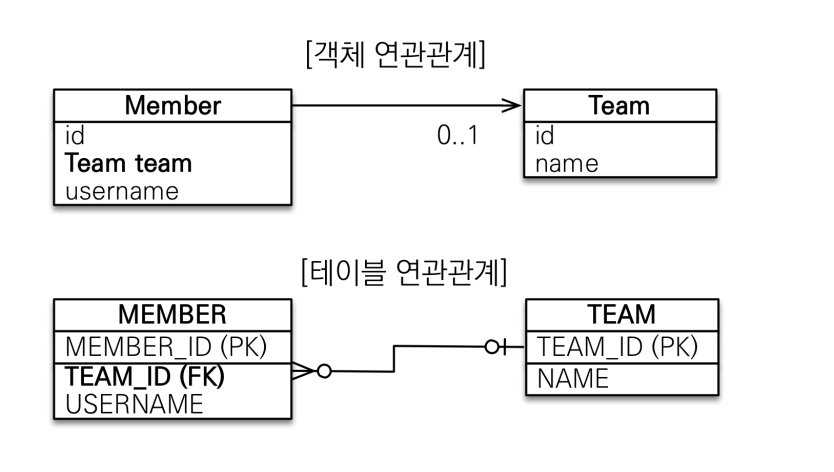 [객체 연관관계]
Member
id
Team team
username
0..1
Team
id
name
[테이블 연관관계]
MEMBER
MEMBER_ID (PK)
TEAM_ID (FK)
USERNAME
TEAM
TEAM_ID (PK)
NAME